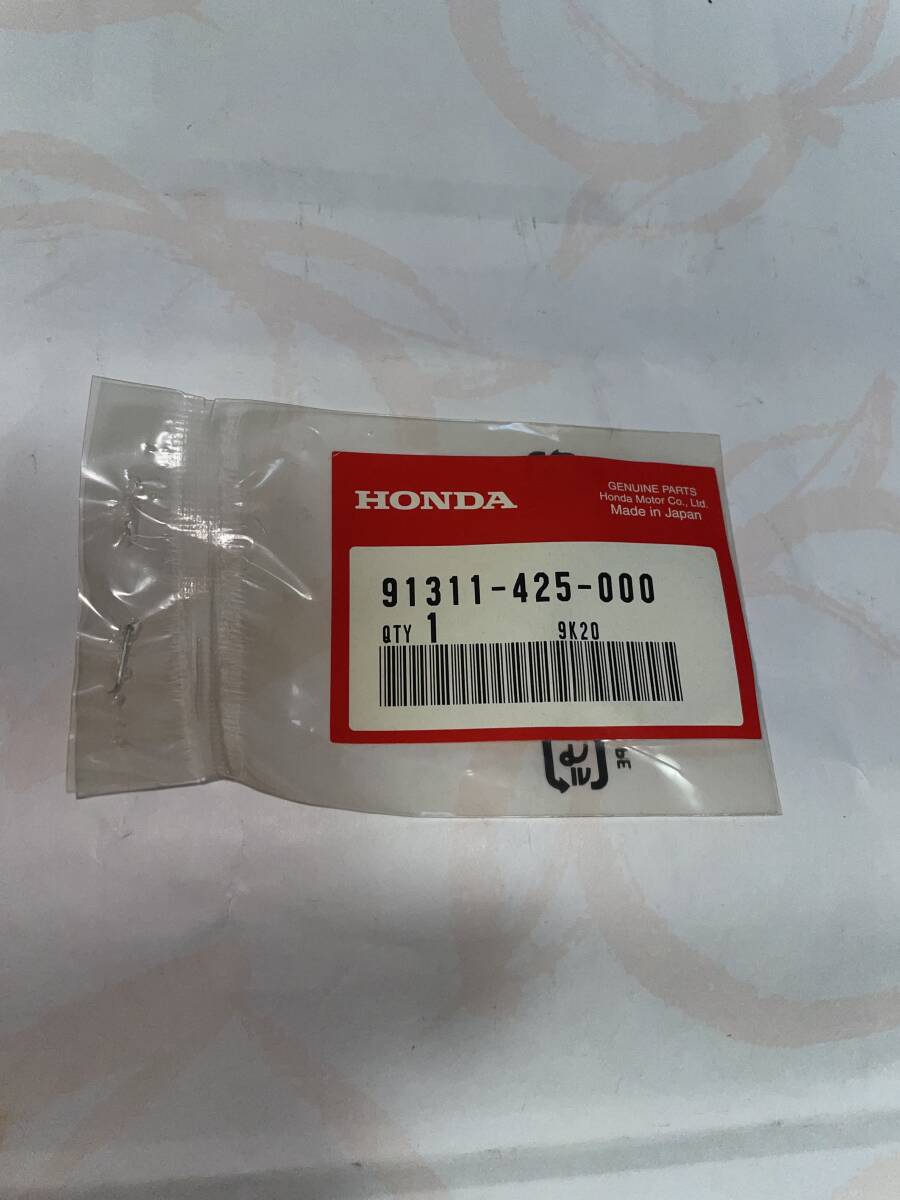 HONDA
GENUINE PARTS
Honda Motor Co., Ltd.
Made in Japan
91311-425-000
QTY 1 9K20